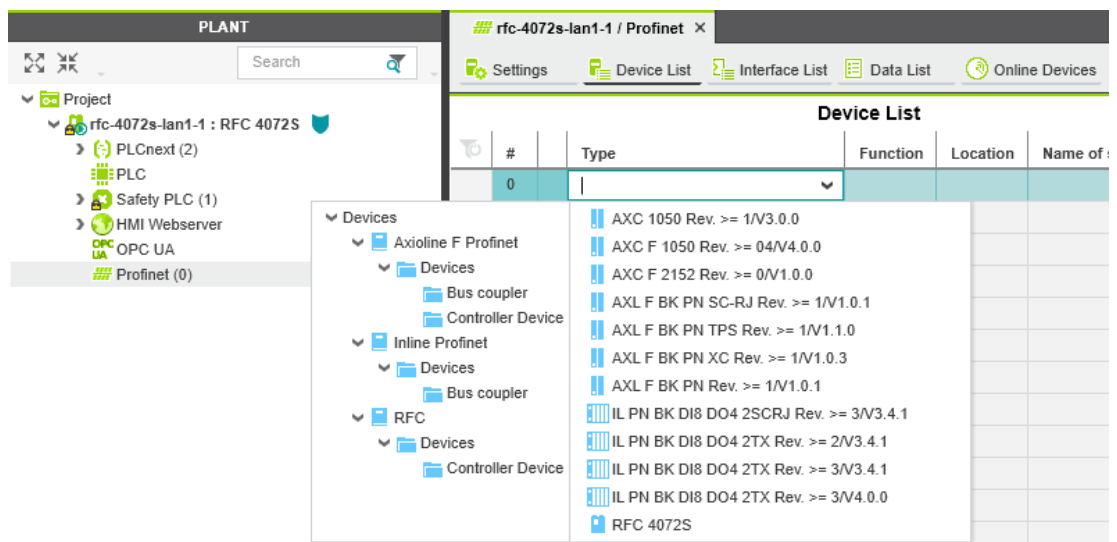 PLANT
Search
Project
rfc-4072s-lan1-1 : RFC 4072S
PLCnext (2)
PLC
Safety PLC (1)
HMI Webserver
OPC UA OPC UA
Profinet (0)
rfc-4072s-lan1-1 / Profinet
Settings Device List Interface List Data List Online Devices
Device List
# Type Function Location Name of
0
Devices
Axioline F Profinet
Devices
Bus coupler
Controller Device
Inline Profinet
Devices
Bus coupler
RFC
Devices
Controller Device
AXC 1050 Rev. >= 1/V3.0.0
AXC F 1050 Rev. >= 04/V4.0.0
AXC F 2152 Rev. >= 0/V1.0.0
AXL F BK PN SC-RJ Rev. >= 1/V1.0.1
AXL F BK PN TPS Rev. >= 1/V1.1.0
AXL F BK PN XC Rev. >= 1/V1.0.3
AXL F BK PN Rev. >= 1/V1.0.1
IL PN BK DI8 DO4 2SCRJ Rev. >= 3/V3.4.1
IL PN BK DI8 DO4 2TX Rev. >= 2/V3.4.1
IL PN BK DI8 DO4 2TX Rev. >= 3/V3.4.1
IL PN BK DI8 DO4 2TX Rev. >= 3/V4.0.0
RFC 4072S